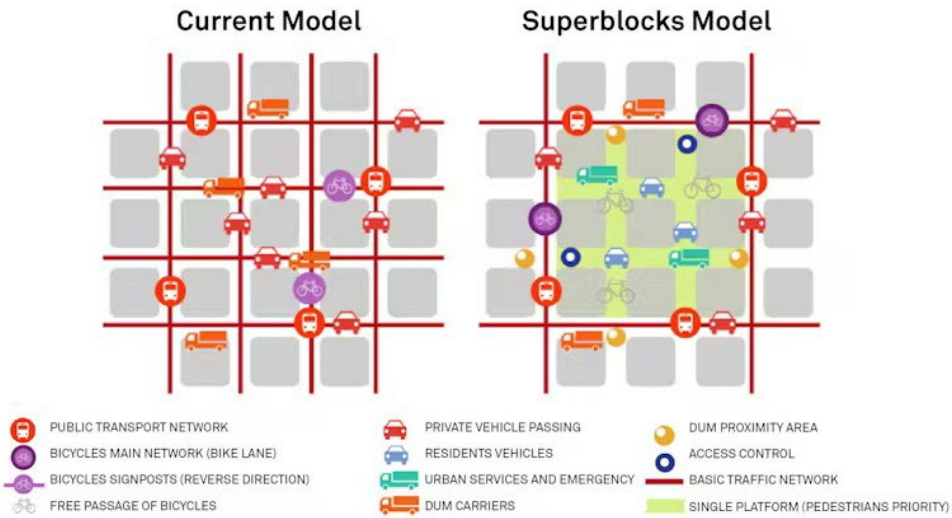 Current Model
Superblocks Model
PUBLIC TRANSPORT NETWORK
BICYCLES MAIN NETWORK (BIKE LANE)
BICYCLES SIGNPOSTS (REVERSE DIRECTION)
FREE PASSAGE OF BICYCLES
PRIVATE VEHICLE PASSING
RESIDENTS VEHICLES
URBAN SERVICES AND EMERGENCY
DUM CARRIERS
DUM PROXIMITY AREA
ACCESS CONTROL
BASIC TRAFFIC NETWORK
SINGLE PLATFORM (PEDESTRIANS PRIORITY)